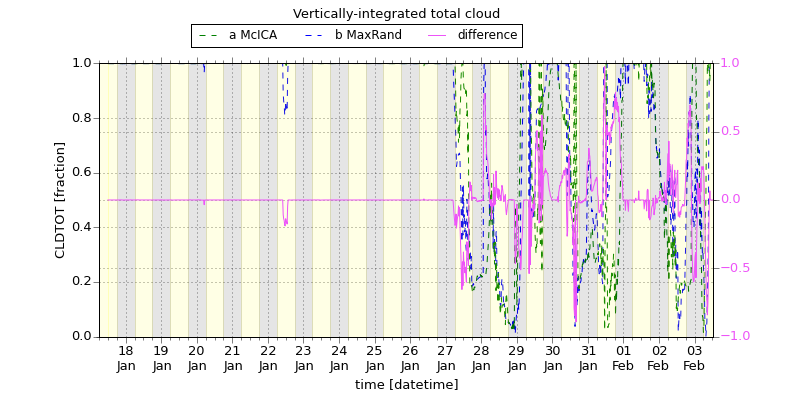 Vertically-integrated total cloud
a McICA b MaxRand difference
CLDTOT [fraction]
1.0 0.8 0.6 0.4 0.2 0.0
1.0 0.5 0.0 −0.5 −1.0
18 19 20 21 22 23 24 25 26 27 28 29 30 31 01 02 03
Jan Jan Jan Jan Jan Jan Jan Jan Jan Jan Jan Jan Jan Jan Feb Feb Feb
time [datetime]